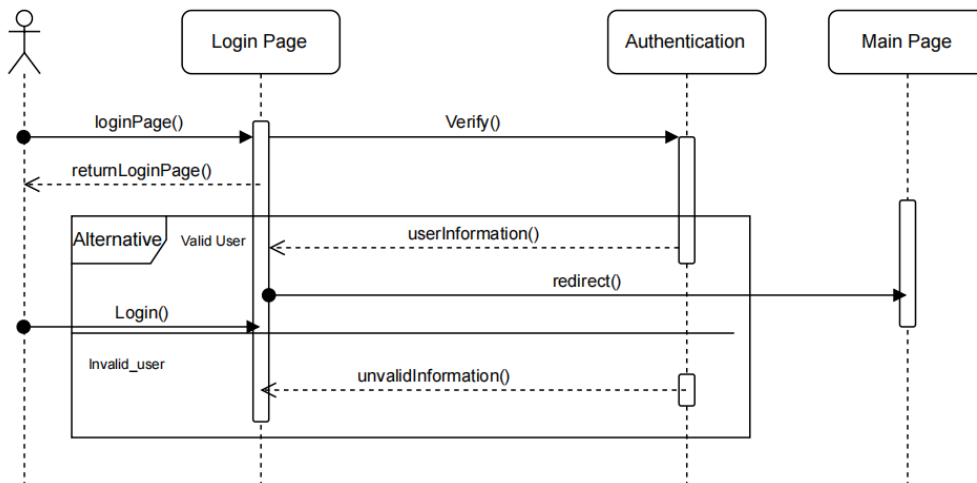 Login Page
Authentication
Main Page
loginPage()
Verify()
returnLoginPage()
Alternative
Valid User
userInformation()
redirect()
Login()
Invalid_user
unvalidInformation()